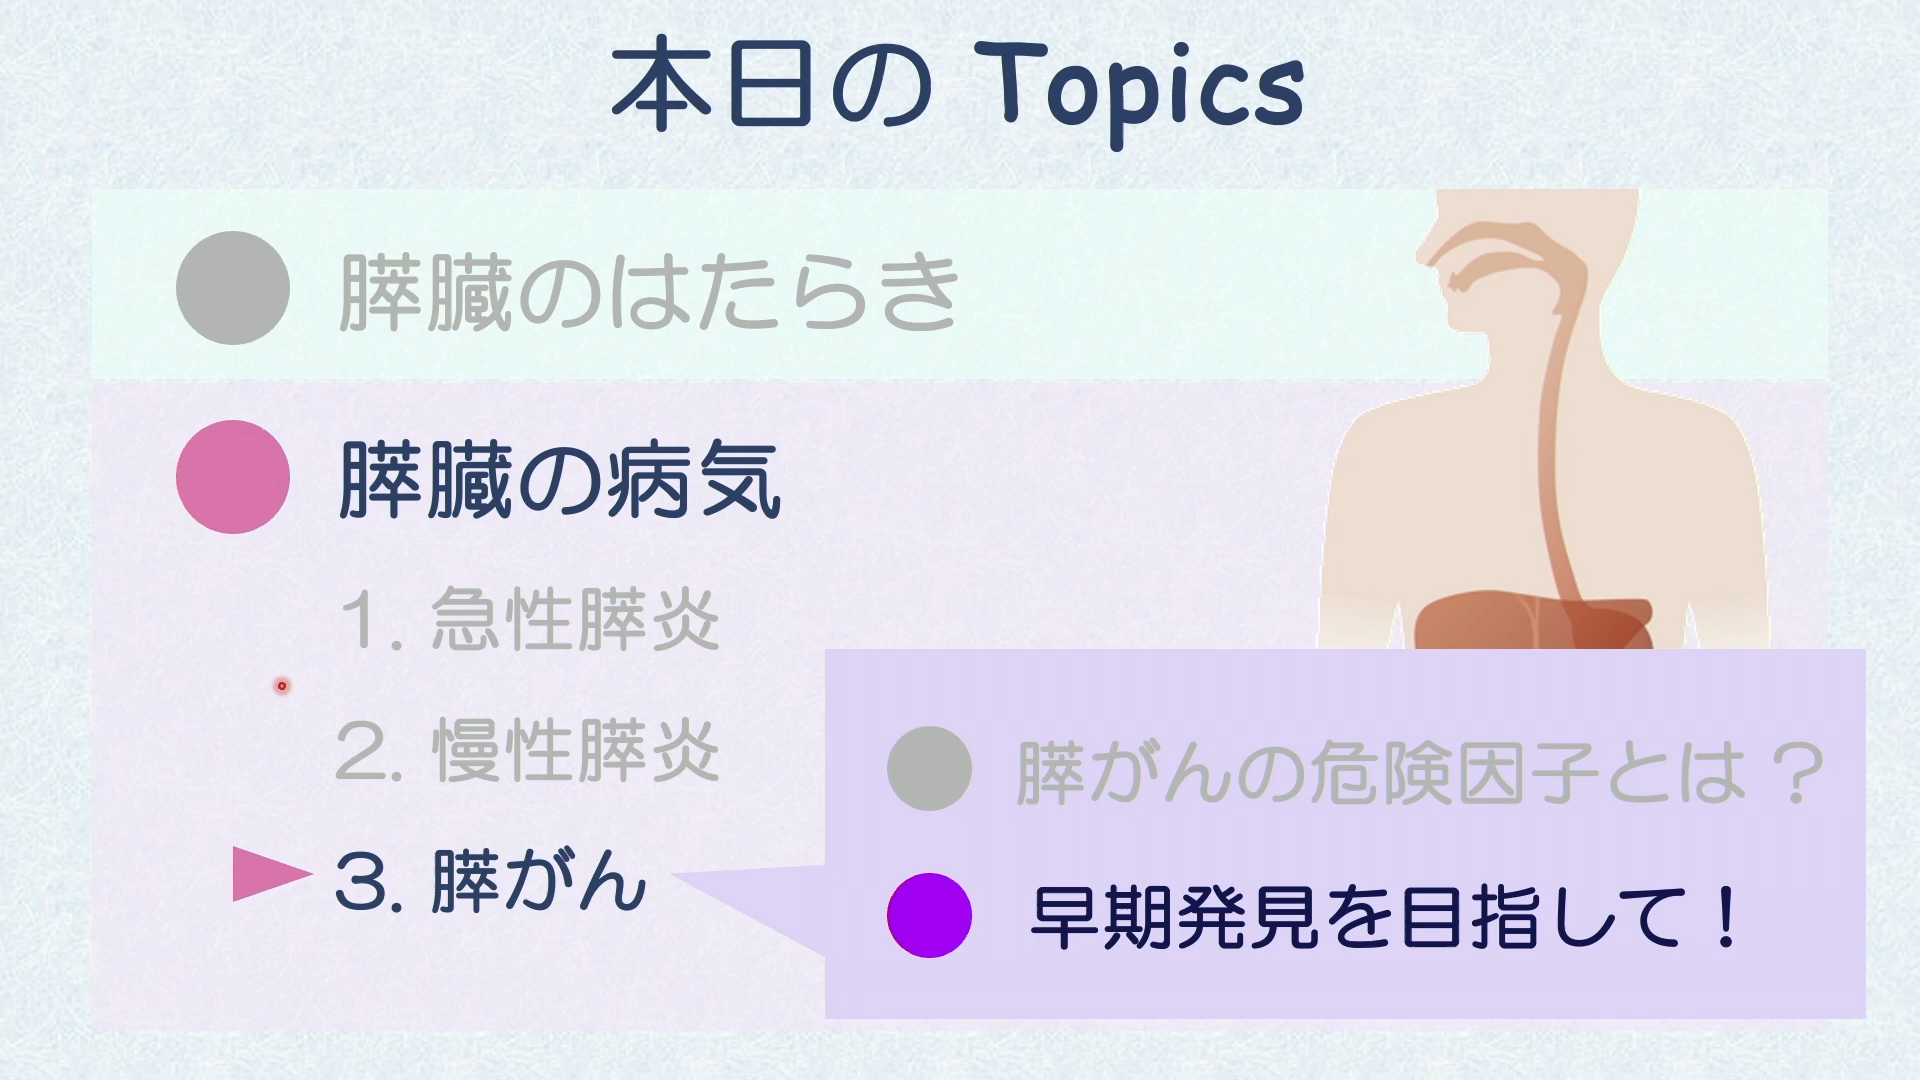 本日の Topics
膵臓のはたらき
膵臓の病気
1. 急性膵炎
2. 慢性膵炎
3. 膵がん
膵がんの危険因子とは？
早期発見を目指して！